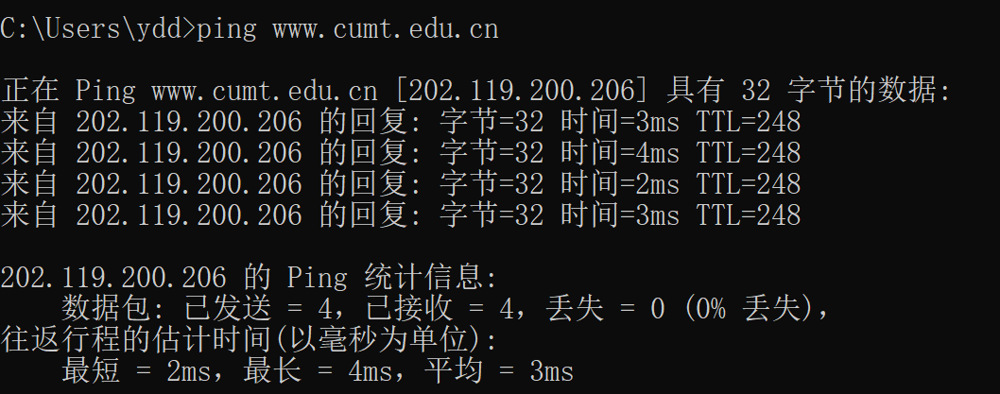 C:\Users\ydd>ping www.cumt.edu.cn
正在 Ping www.cumt.edu.cn [202.119.200.206] 具有 32 字节的数据:
来自 202.119.200.206 的回复: 字节=32 时间=3ms TTL=248
来自 202.119.200.206 的回复: 字节=32 时间=4ms TTL=248
来自 202.119.200.206 的回复: 字节=32 时间=2ms TTL=248
来自 202.119.200.206 的回复: 字节=32 时间=3ms TTL=248
202.119.200.206 的 Ping 统计信息:
数据包: 已发送 = 4，已接收 = 4，丢失 = 0 (0% 丢失)，
往返行程的估计时间(以毫秒为单位):
最短 = 2ms，最长 = 4ms，平均 = 3ms